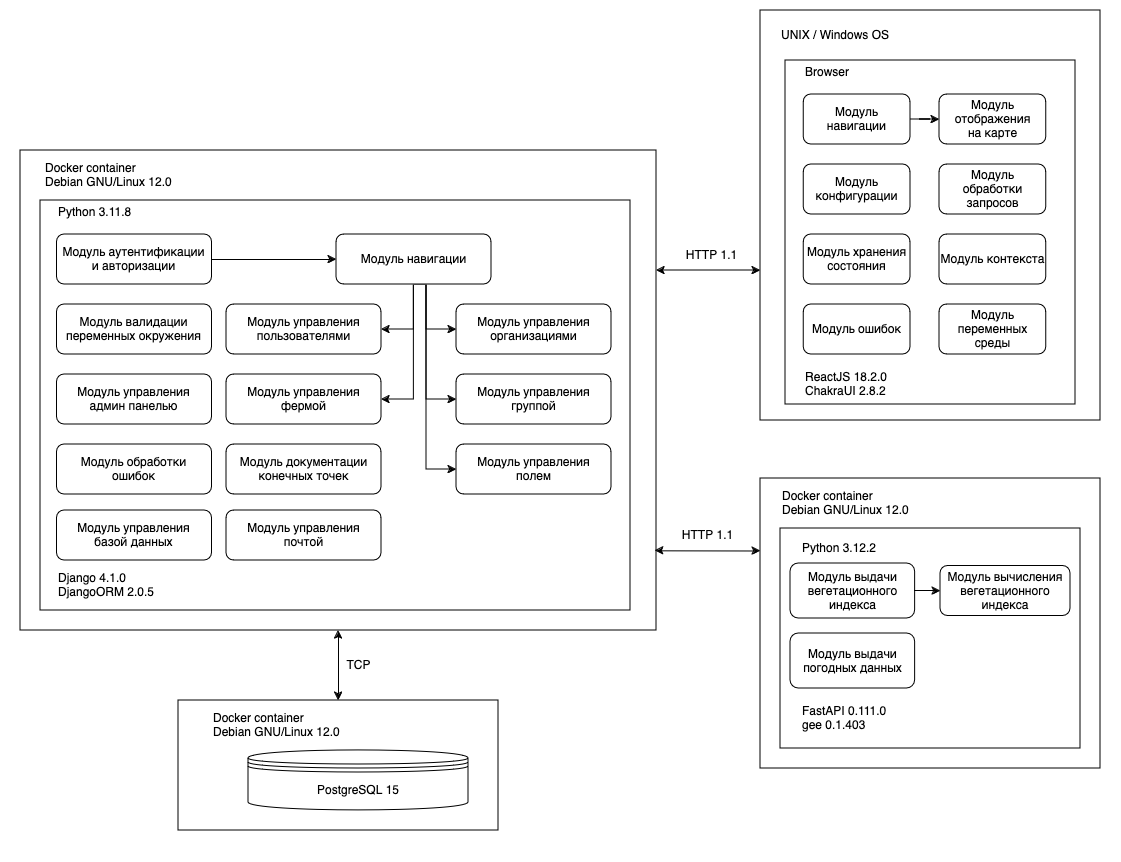 UNIX / Windows OS
Browser
Модуль
навигации
Модуль
отображения
на карте
Модуль
конфигурации
Модуль
обработки
запросов
Модуль хранения
состояния
Модуль контекста
Модуль ошибок
Модуль
переменных
среды
ReactJS 18.2.0
ChakraUI 2.8.2
Docker container
Debian GNU/Linux 12.0
Python 3.11.8
Модуль аутентификации
и авторизации
Модуль навигации
Модуль валидации
переменных окружения
Модуль управления
пользователями
Модуль управления
организациями
Модуль управления
админ панелью
Модуль управления
фермой
Модуль управления
группой
Модуль обработки
ошибок
Модуль документации
конечных точек
Модуль управления
полем
Модуль управления
базой данных
Модуль управления
почтой
Django 4.1.0
DjangoORM 2.0.5
HTTP 1.1
HTTP 1.1
Docker container
Debian GNU/Linux 12.0
Python 3.12.2
Модуль выдачи
вегетационного
индекса
Модуль вычисления
вегетационного
индекса
Модуль выдачи
погодных данных
FastAPI 0.111.0
gee 0.1.403
TCP
Docker container
Debian GNU/Linux 12.0
PostgreSQL 15